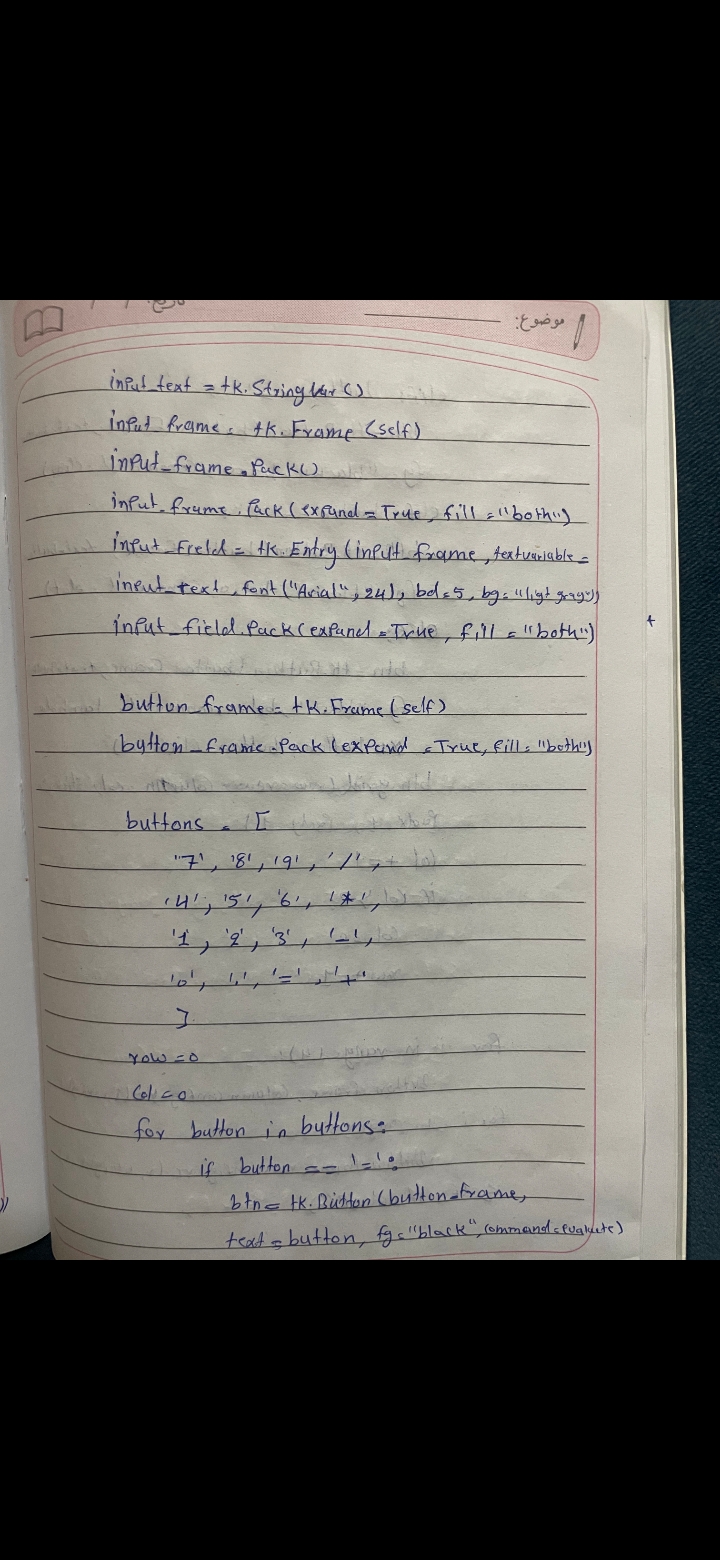 موضوع:
input_text = tk.StringVar()
input_frame = tk.Frame (self)
input_frame.pack()
input_frame.pack(expand=True, fill="both")
input_field = tk.Entry (input_frame, textvariable=
input_text, font("Arial", 24), bd=5, bg="light gray"))
input_field.pack(expand=True, fill="both")
button_frame = tk.Frame (self)
button_frame.pack(expand=True, fill="both")
buttons = [
'7', '8', '9', '/',
'4', '5', '6', '*',
'1', '2', '3', '-',
'0', '.', '=', '+'
]
row=0
col=0
for button in buttons:
if button == '=':
btn= tk.Button(button_frame,
text=button, fg="black", command=evaluate)